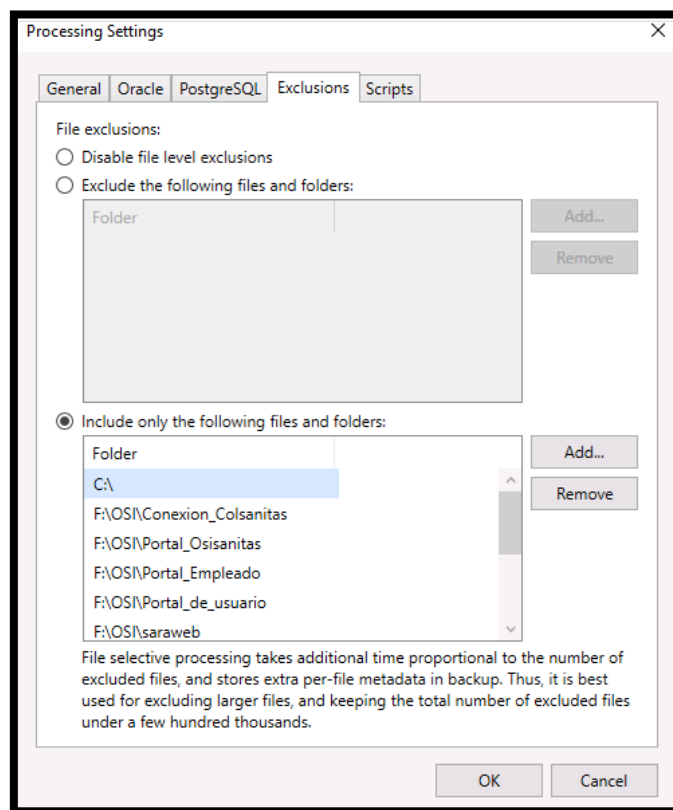 Processing Settings
General Oracle PostgreSQL Exclusions Scripts
File exclusions:
Disable file level exclusions
Exclude the following files and folders:
Folder
Add...
Remove
Include only the following files and folders:
Folder
Add...
C:\
Remove
F:\OSI\Conexion_Colsanitas
F:\OSI\Portal_Osisanitas
F:\OSI\Portal_Empleado
F:\OSI\Portal_de_usuario
F:\OSI\saraweb
File selective processing takes additional time proportional to the number of
excluded files, and stores extra per-file metadata in backup. Thus, it is best
used for excluding larger files, and keeping the total number of excluded files
under a few hundred thousands.
OK Cancel